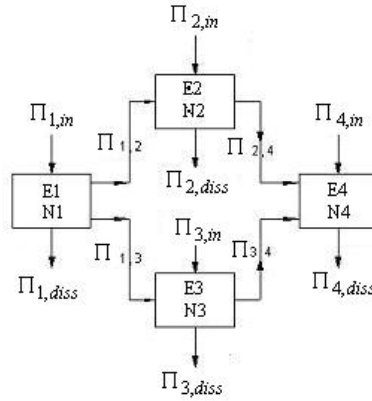 Π2,in
E2
N2
Π1,in
Π1,2
Π2,4
Π4,in
Π2,diss
E1
N1
E4
N4
Π3,in
Π1,3
Π3,4
Π1,diss
E3
N3
Π4,diss
Π3,diss